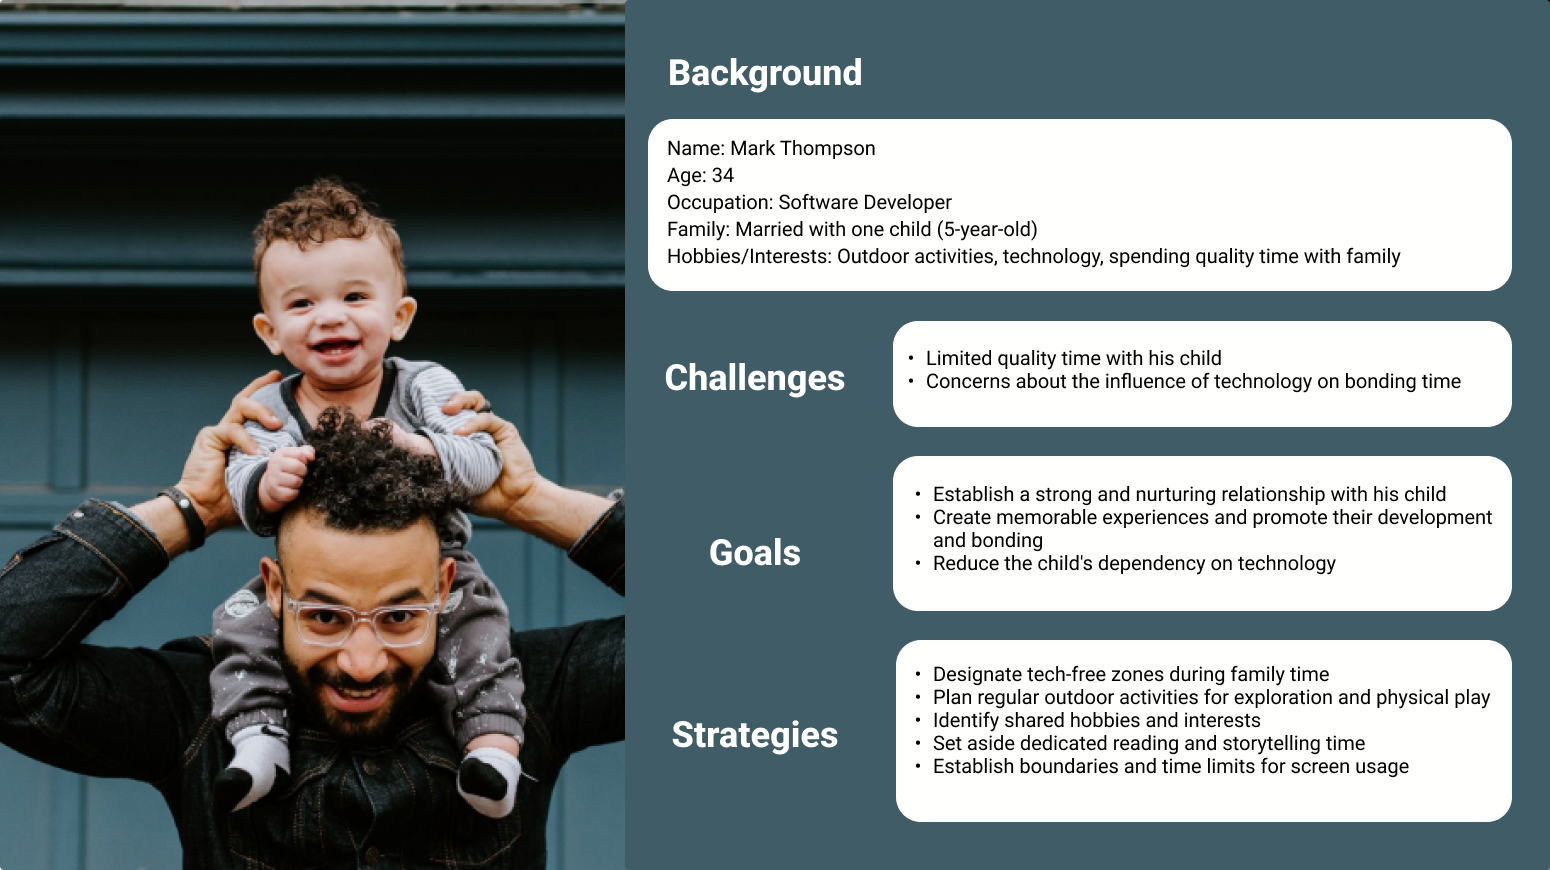 Background
Name: Mark Thompson
Age: 34
Occupation: Software Developer
Family: Married with one child (5-year-old)
Hobbies/Interests: Outdoor activities, technology, spending quality time with family
Challenges
• Limited quality time with his child
• Concerns about the influence of technology on bonding time
Goals
• Establish a strong and nurturing relationship with his child
• Create memorable experiences and promote their development
and bonding
• Reduce the child's dependency on technology
Strategies
• Designate tech-free zones during family time
• Plan regular outdoor activities for exploration and physical play
• Identify shared hobbies and interests
• Set aside dedicated reading and storytelling time
• Establish boundaries and time limits for screen usage